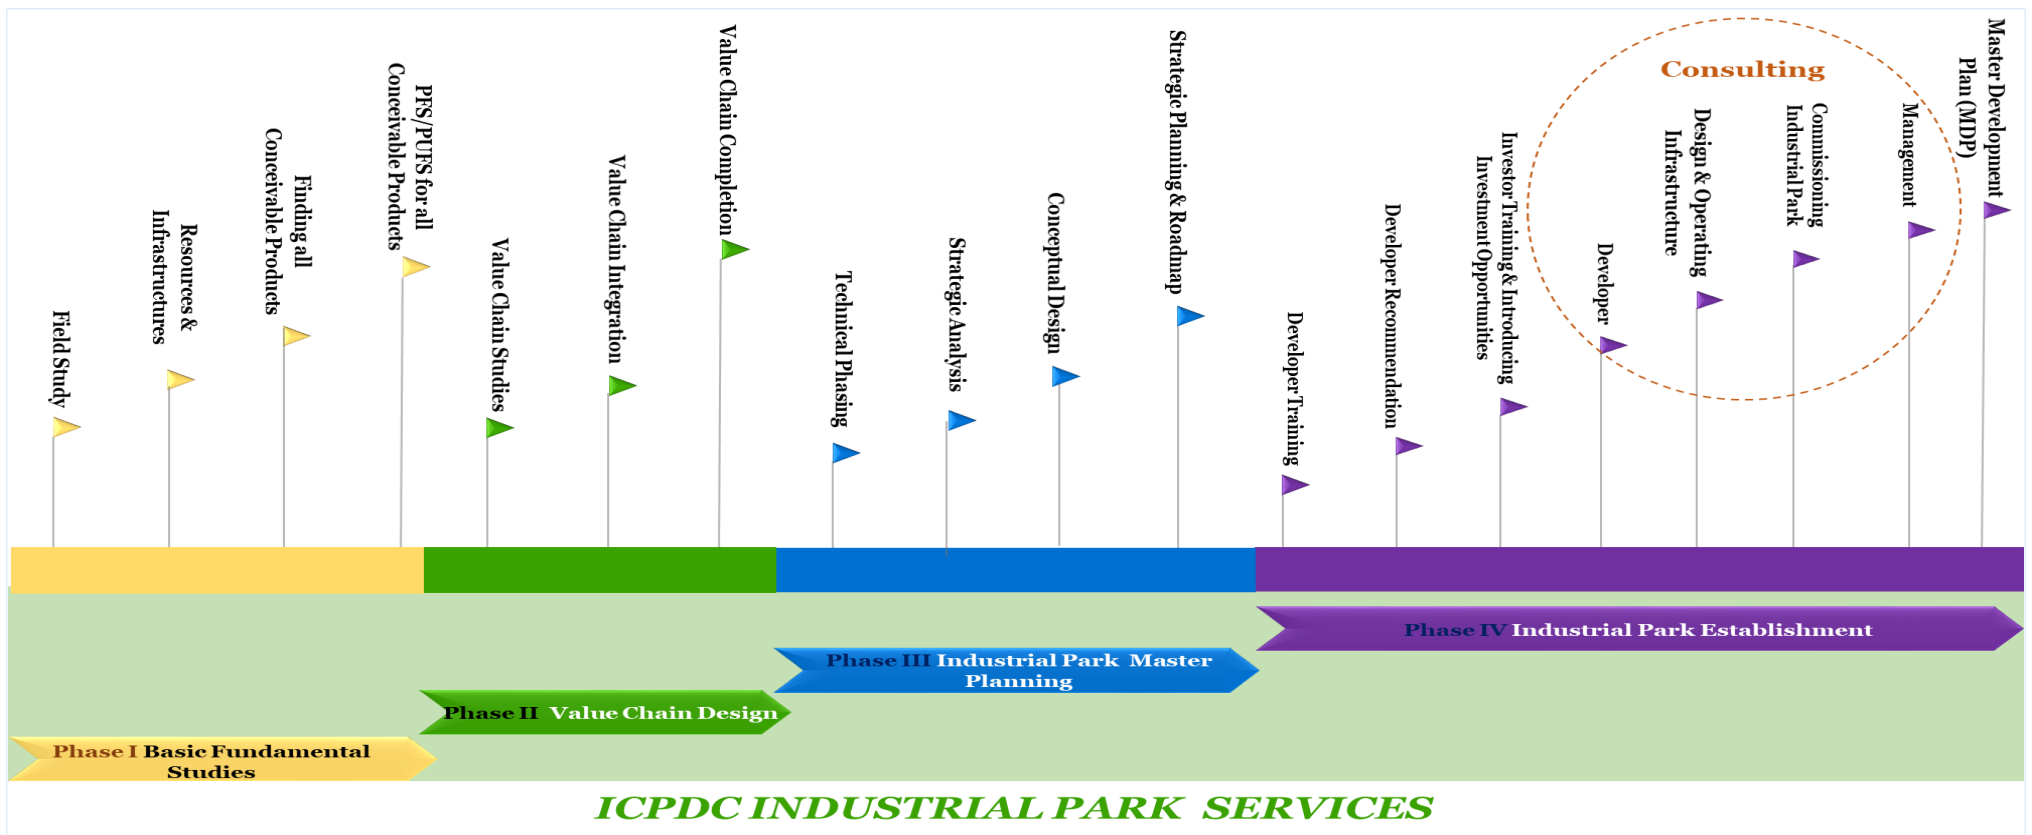 Field Study
Resources &
Infrastructures
Finding all
Conceivable Products
PFS/PUFS for all
Conceivable Products
Value Chain Studies
Value Chain Integration
Value Chain Completion
Technical Phasing
Strategic Analysis
Conceptual Design
Strategic Planning & Roadmap
Developer Training
Developer Recommendation
Investor Training & Introducing
Investment Opportunities
Consulting
Developer
Design & Operating
Infrastructure
Commissioning
Industrial Park
Management
Master Development
Plan (MDP)
Phase IV Industrial Park Establishment
Phase III Industrial Park Master
Planning
Phase II Value Chain Design
Phase I Basic Fundamental
Studies
ICPDC INDUSTRIAL PARK SERVICES